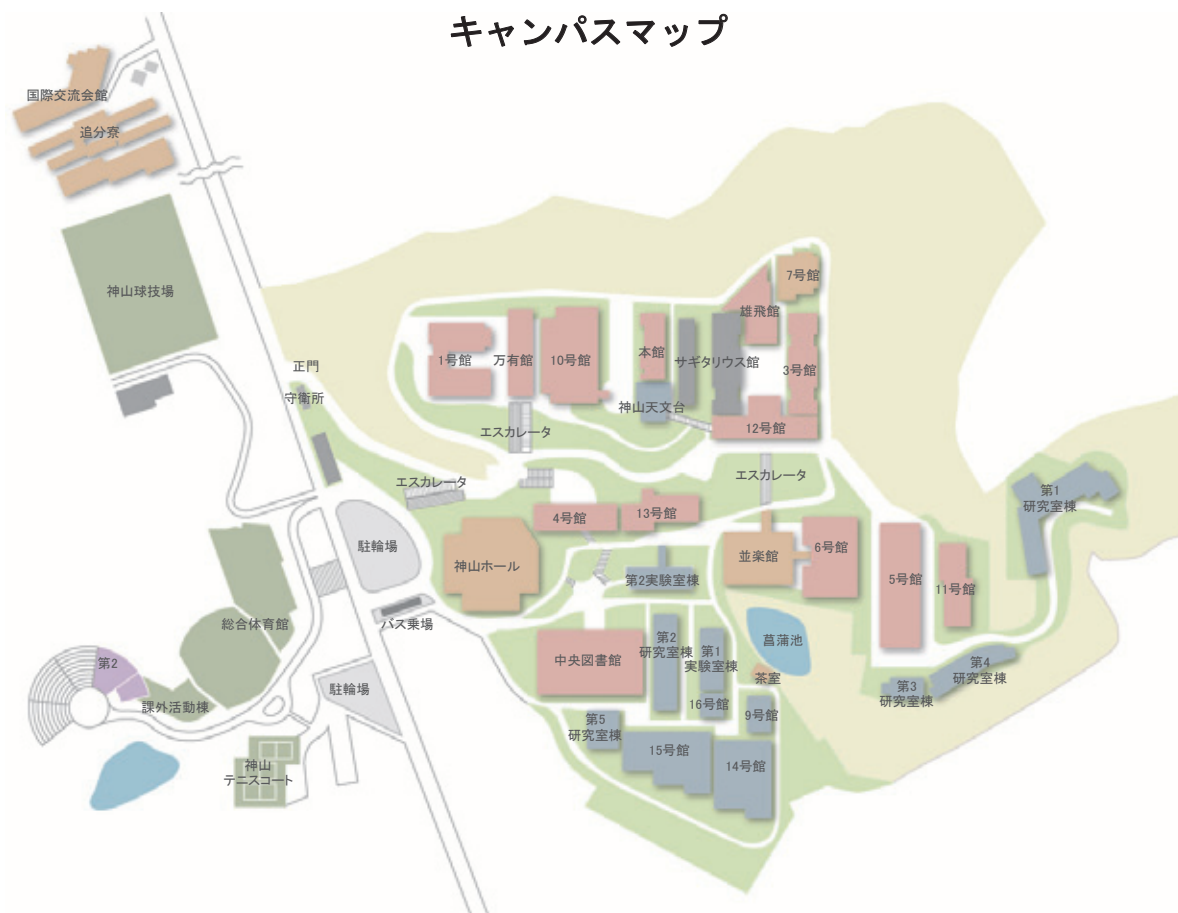 キャンパスマップ
国際交流会館
追分寮
神山球技場
正門
守衛所
1号館
万有館
10号館
本館
サギタリウス館
雄飛館
7号館
3号館
神山天文台
12号館
エスカレータ
エスカレータ
エスカレータ
4号館
13号館
駐輪場
神山ホール
第2実験室棟
並楽館
6号館
5号館
11号館
第1
研究室棟
バス乗場
総合体育館
第2
課外活動棟
駐輪場
神山
テニスコート
中央図書館
第2
研究室棟
第1
実験室棟
16号館
菖蒲池
茶室
9号館
第3
研究室棟
第4
研究室棟
第5
研究室棟
15号館
14号館